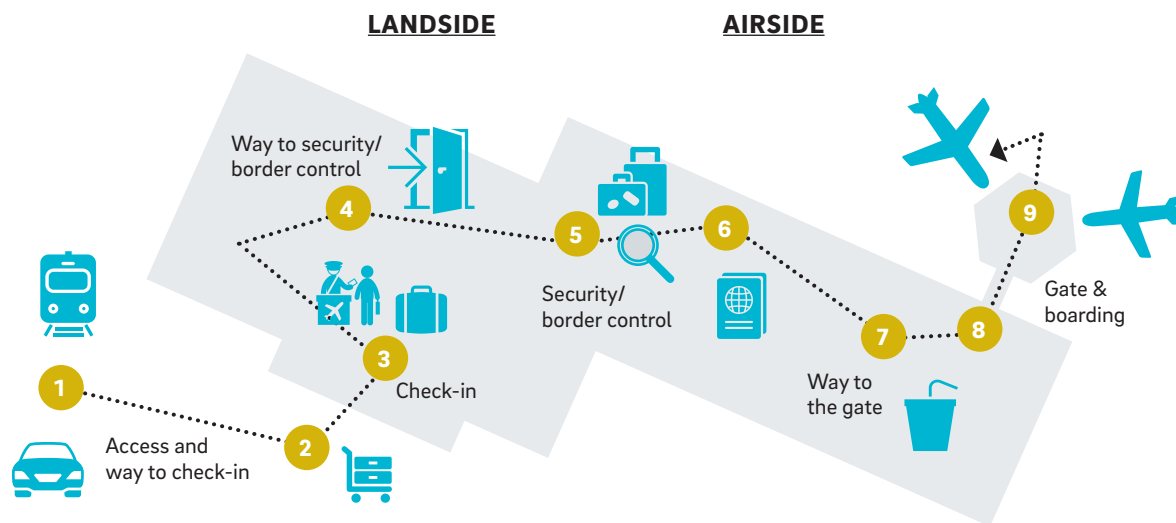 LANDSIDE
AIRSIDE
Way to security/
border control
4
5
6
9
Security/
border control
Gate &
boarding
7
8
3
Check-in
Way to
the gate
1
2
Access and
way to check-in